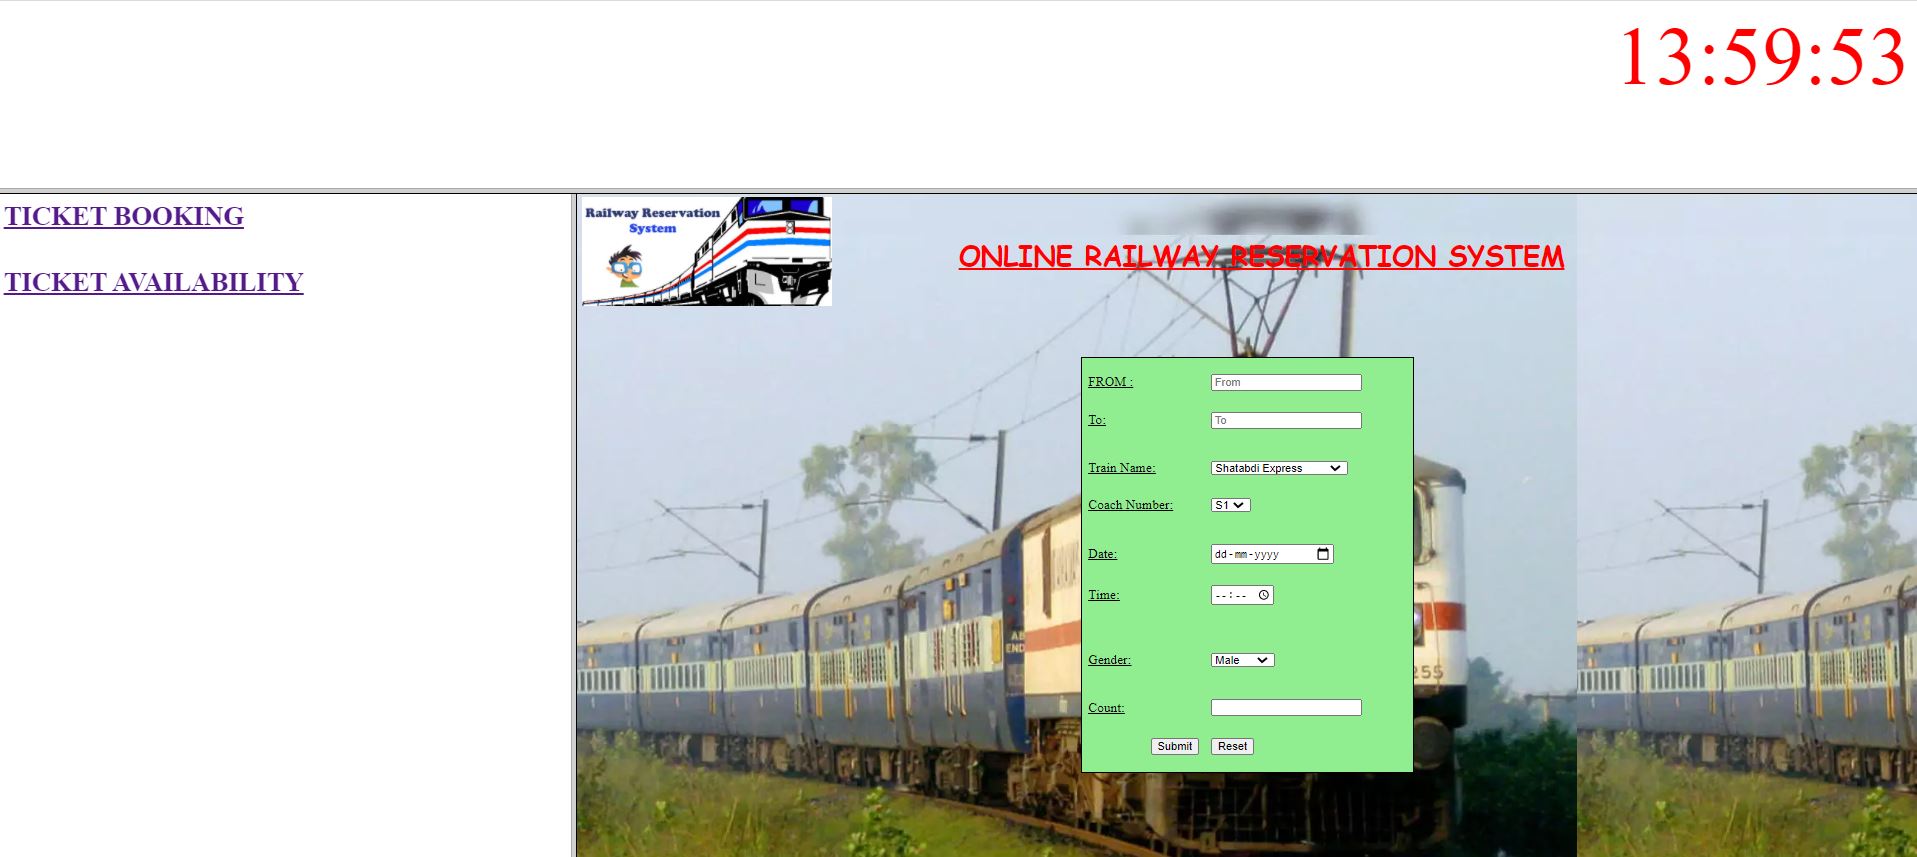 13:59:53
TICKET BOOKING
TICKET AVAILABILITY
Railway Reservation
System
ONLINE RAILWAY RESERVATION SYSTEM
FROM : From
To: To
Train Name: Shatabdi Express
Coach Number: S1
Date: dd-mm-yyyy
Time: --:--
Gender: Male
Count:
Submit Reset
255